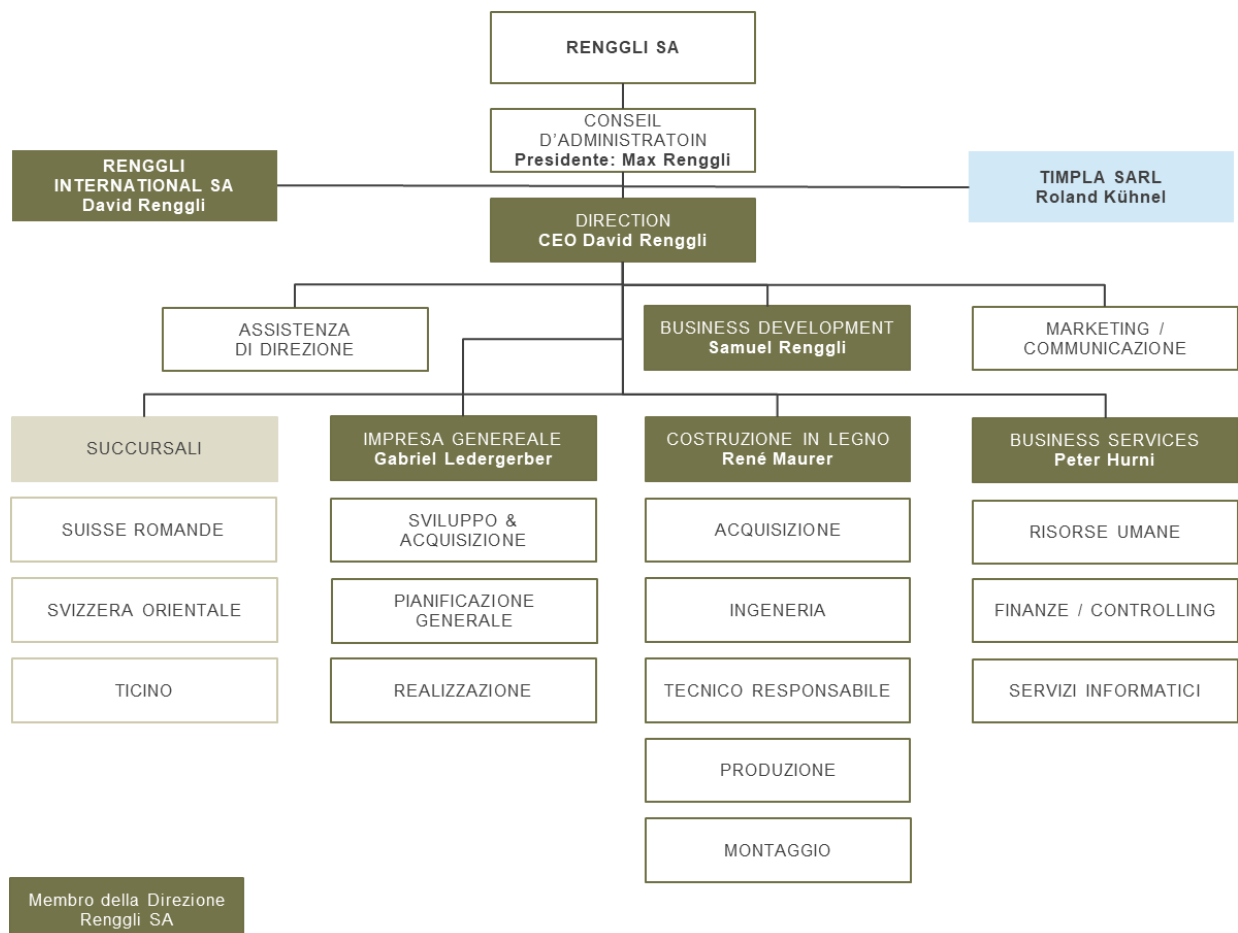 RENGGLI SA
CONSEIL
D'ADMINISTRATOIN
Presidente: Max Renggli
RENGGLI
INTERNATIONAL SA
David Renggli
TIMPLA SARL
Roland Kühnel
DIRECTION
CEO David Renggli
ASSISTENZA
DI DIREZIONE
BUSINESS DEVELOPMENT
Samuel Renggli
MARKETING /
COMMUNICAZIONE
SUCCURSALI
SUISSE ROMANDE
SVIZZERA ORIENTALE
TICINO
IMPRESA GENEREALE
Gabriel Ledergerber
SVILUPPO &
ACQUISIZIONE
PIANIFICAZIONE
GENERALE
REALIZZAZIONE
COSTRUZIONE IN LEGNO
René Maurer
ACQUISIZIONE
INGENERIA
TECNICO RESPONSABILE
PRODUZIONE
MONTAGGIO
BUSINESS SERVICES
Peter Hurni
RISORSE UMANE
FINANZE / CONTROLLING
SERVIZI INFORMATICI
Membro della Direzione
Renggli SA